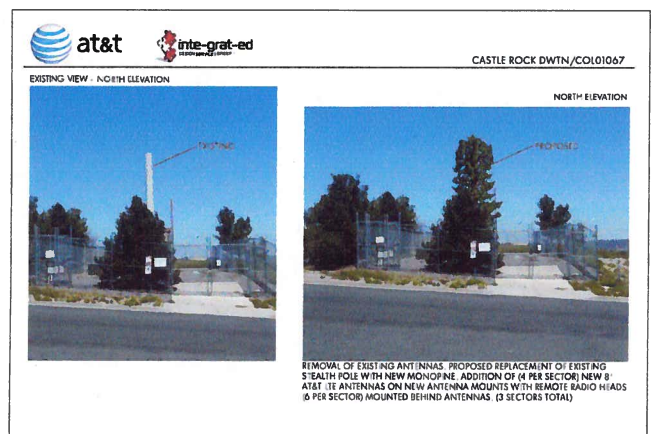 at&t
inte-grat-ed
CASTLE ROCK DWTN/COL01067
EXISTING VIEW - NORTH ELEVATION
NORTH ELEVATION
EXISTING
PROPOSED
REMOVAL OF EXISTING ANTENNAS. PROPOSED REPLACEMENT OF EXISTING
STEALTH POLE WITH NEW MONOPINE. ADDITION OF (4 PER SECTOR) NEW 8'
AT&T LTE ANTENNAS ON NEW ANTENNA MOUNTS WITH REMOTE RADIO HEADS
(6 PER SECTOR) MOUNTED BEHIND ANTENNAS. (3 SECTORS TOTAL)